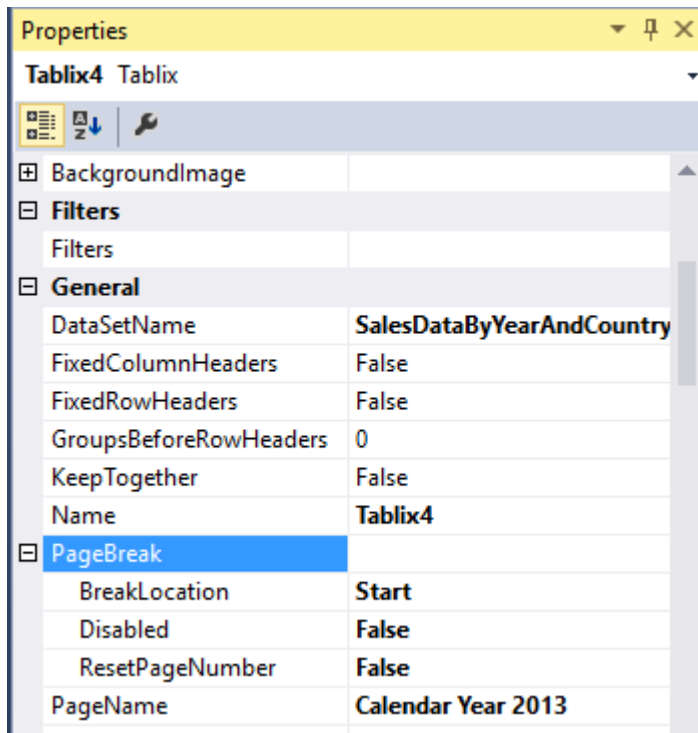 Properties
Tablix4 Tablix
BackgroundImage
Filters
Filters
General
DataSetName SalesDataByYearAndCountry
FixedColumnHeaders False
FixedRowHeaders False
GroupsBeforeRowHeaders 0
KeepTogether False
Name Tablix4
PageBreak
BreakLocation Start
Disabled False
ResetPageNumber False
PageName Calendar Year 2013